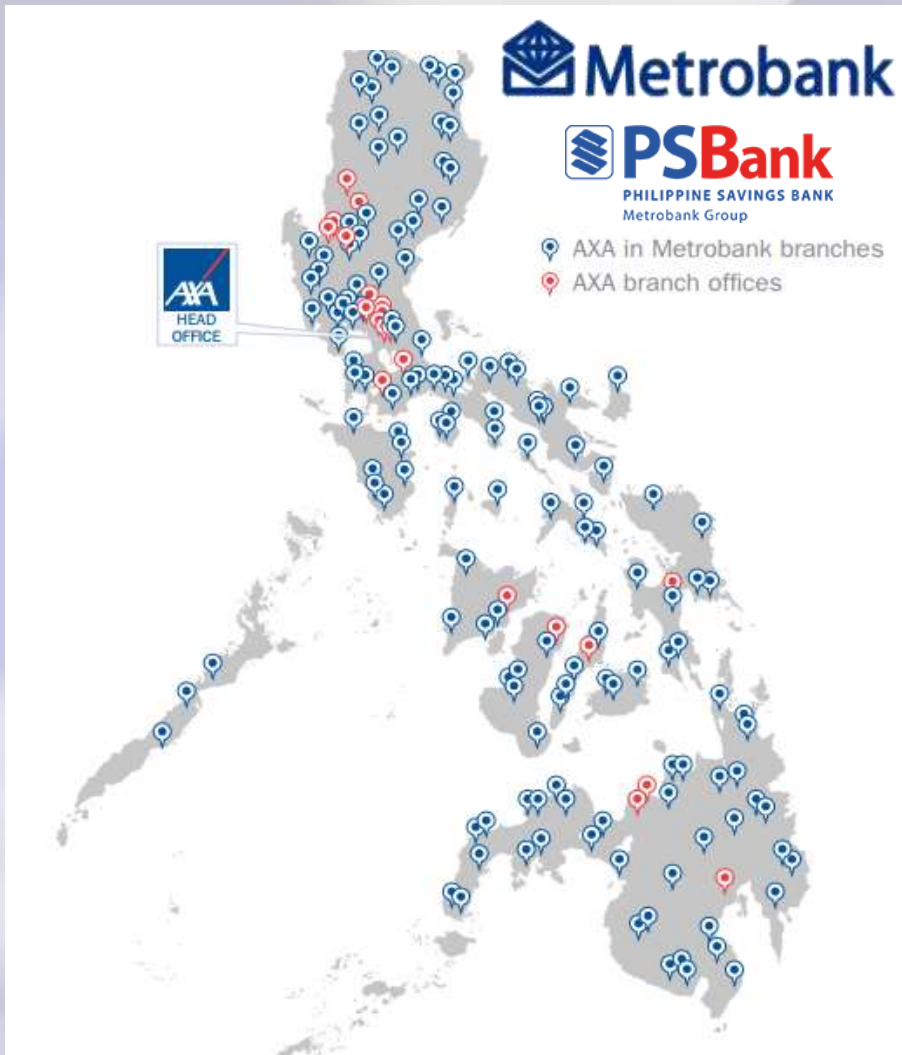 Metrobank
PSBank
PHILIPPINE SAVINGS BANK
Metrobank Group
AXA in Metrobank branches
AXA branch offices
AXA
HEAD
OFFICE